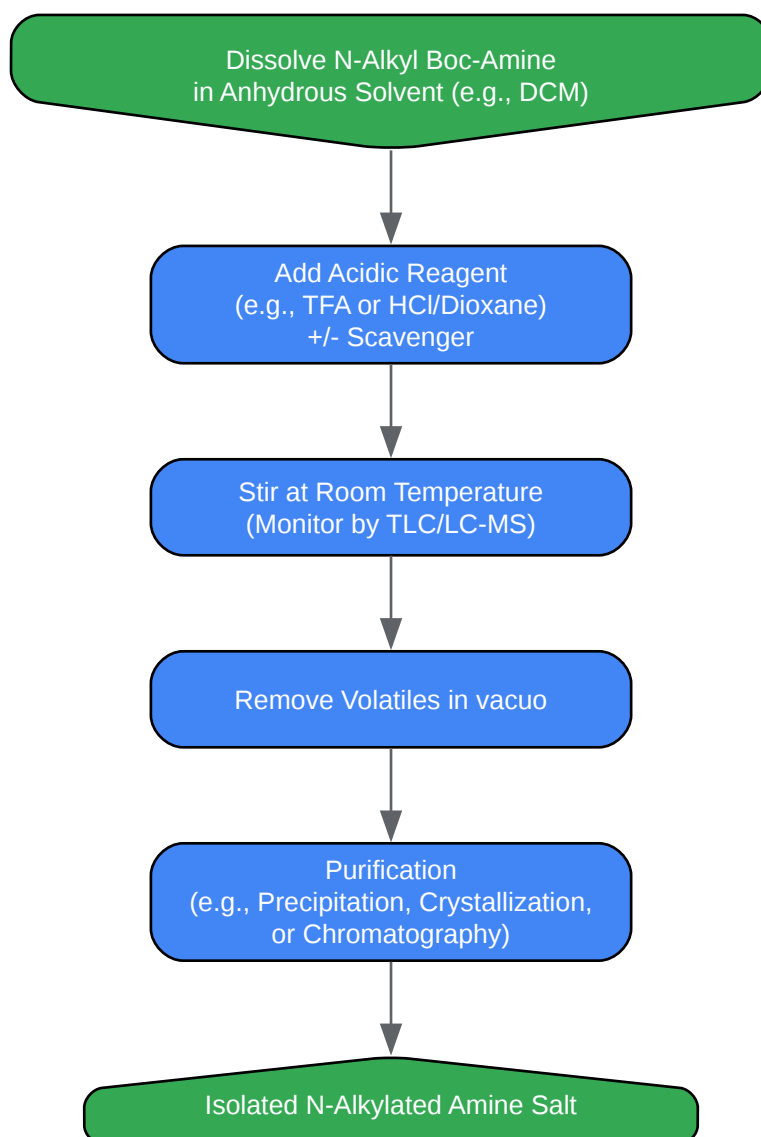 Dissolve N-Alkyl Boc-Amine
in Anhydrous Solvent (e.g., DCM)
Add Acidic Reagent
(e.g., TFA or HCl/Dioxane)
+/- Scavenger
Stir at Room Temperature
(Monitor by TLC/LC-MS)
Remove Volatiles in vacuo
Purification
(e.g., Precipitation, Crystallization,
or Chromatography)
Isolated N-Alkylated Amine Salt